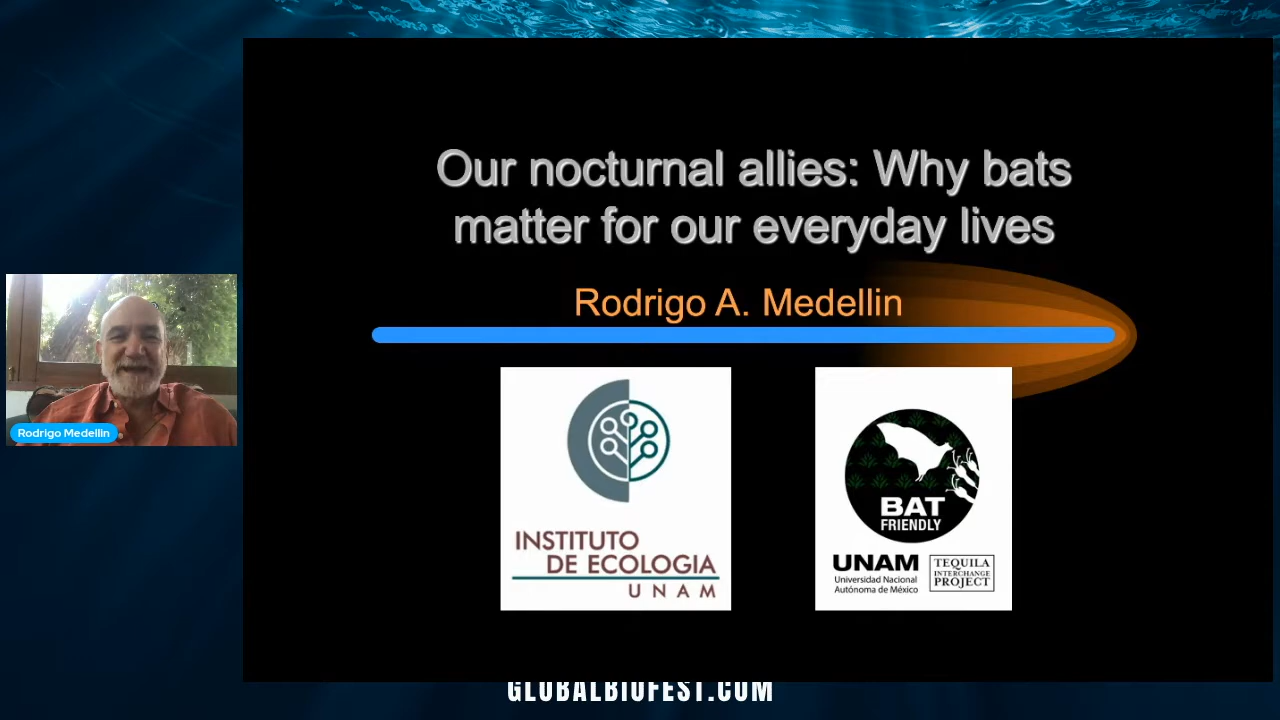 Our nocturnal allies: Why bats
matter for our everyday lives
Rodrigo A. Medellin
Rodrigo Medellin
INSTITUTO
DE ECOLOGIA
UNAM
BAT
FRIENDLY
UNAM
Universidad Nacional
Autónoma de México
TEQUILA
INTERCHANGE
PROJECT
GLOBALBIOFEST.COM